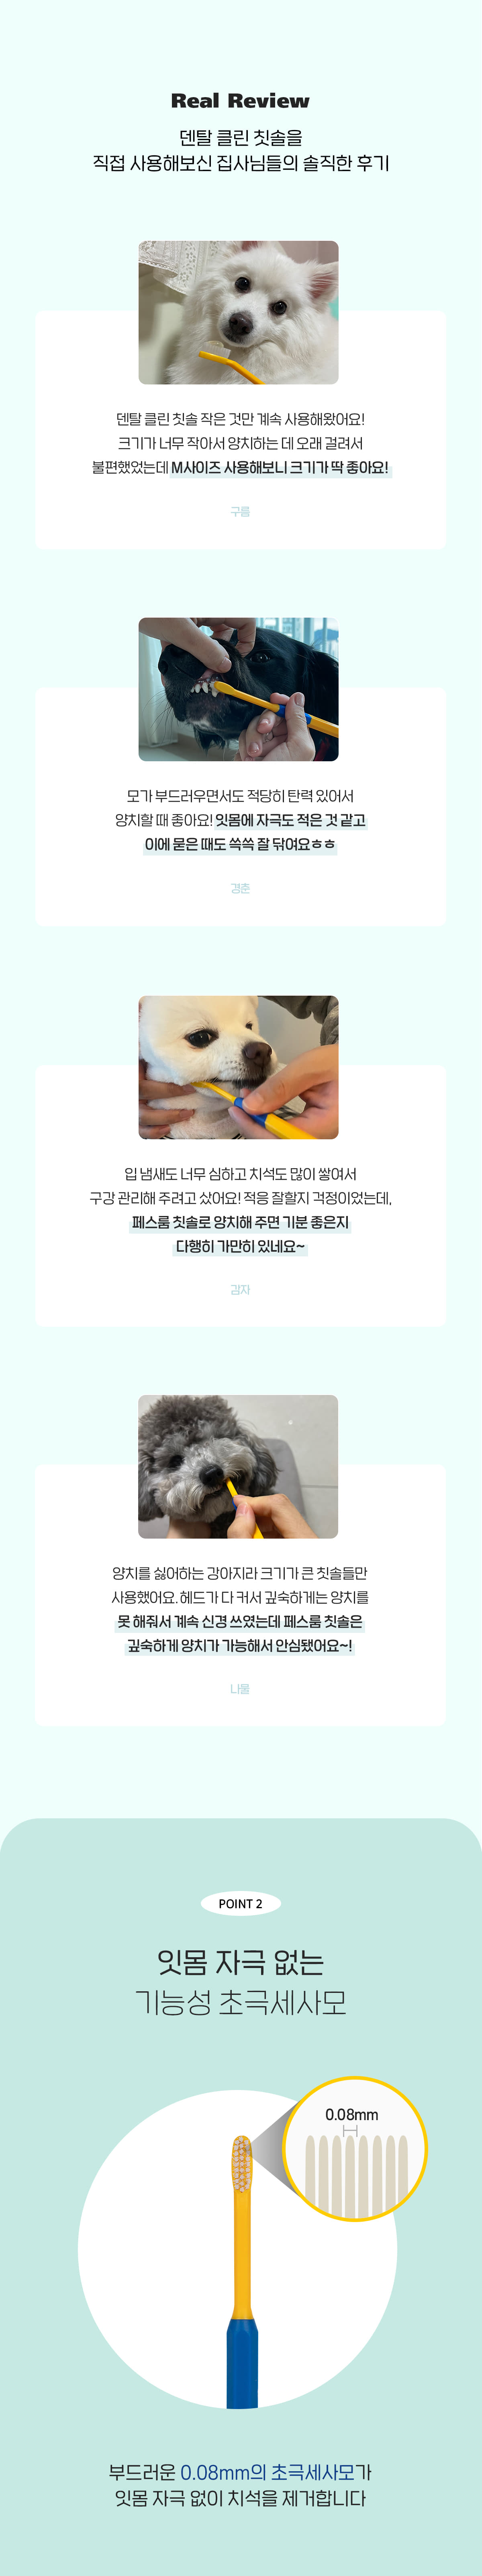 Real Review
덴탈 클린 칫솔을
직접 사용해보신 집사님들의 솔직한 후기
덴탈 클린 칫솔 작은 것만 계속 사용해왔어요!
크기가 너무 작아서 양치하는 데 오래 걸려서
불편했었는데 M사이즈 사용해보니 크기가 딱 좋아요!
구름
모가 부드러우면서도 적당히 탄력 있어서
양치할 때 좋아요! 잇몸에 자극도 적은 것 같고
이에 묻은 때도 쓱쓱 잘 닦여요ㅎㅎ
경춘
입 냄새도 너무 심하고 치석도 많이 쌓여서
구강 관리해 주려고 샀어요! 적응 잘할지 걱정이었는데,
페스룸 칫솔로 양치해 주면 기분 좋은지
다행히 가만히 있네요~
감자
양치를 싫어하는 강아지라 크기가 큰 칫솔들만
사용했어요. 헤드가 다 커서 깊숙하게는 양치를
못 해줘서 계속 신경 쓰였는데 페스룸 칫솔은
깊숙하게 양치가 가능해서 안심됐어요~!
나물
POINT 2
잇몸 자극 없는
기능성 초극세사모
0.08mm
부드러운 0.08mm의 초극세사모가
잇몸 자극 없이 치석을 제거합니다